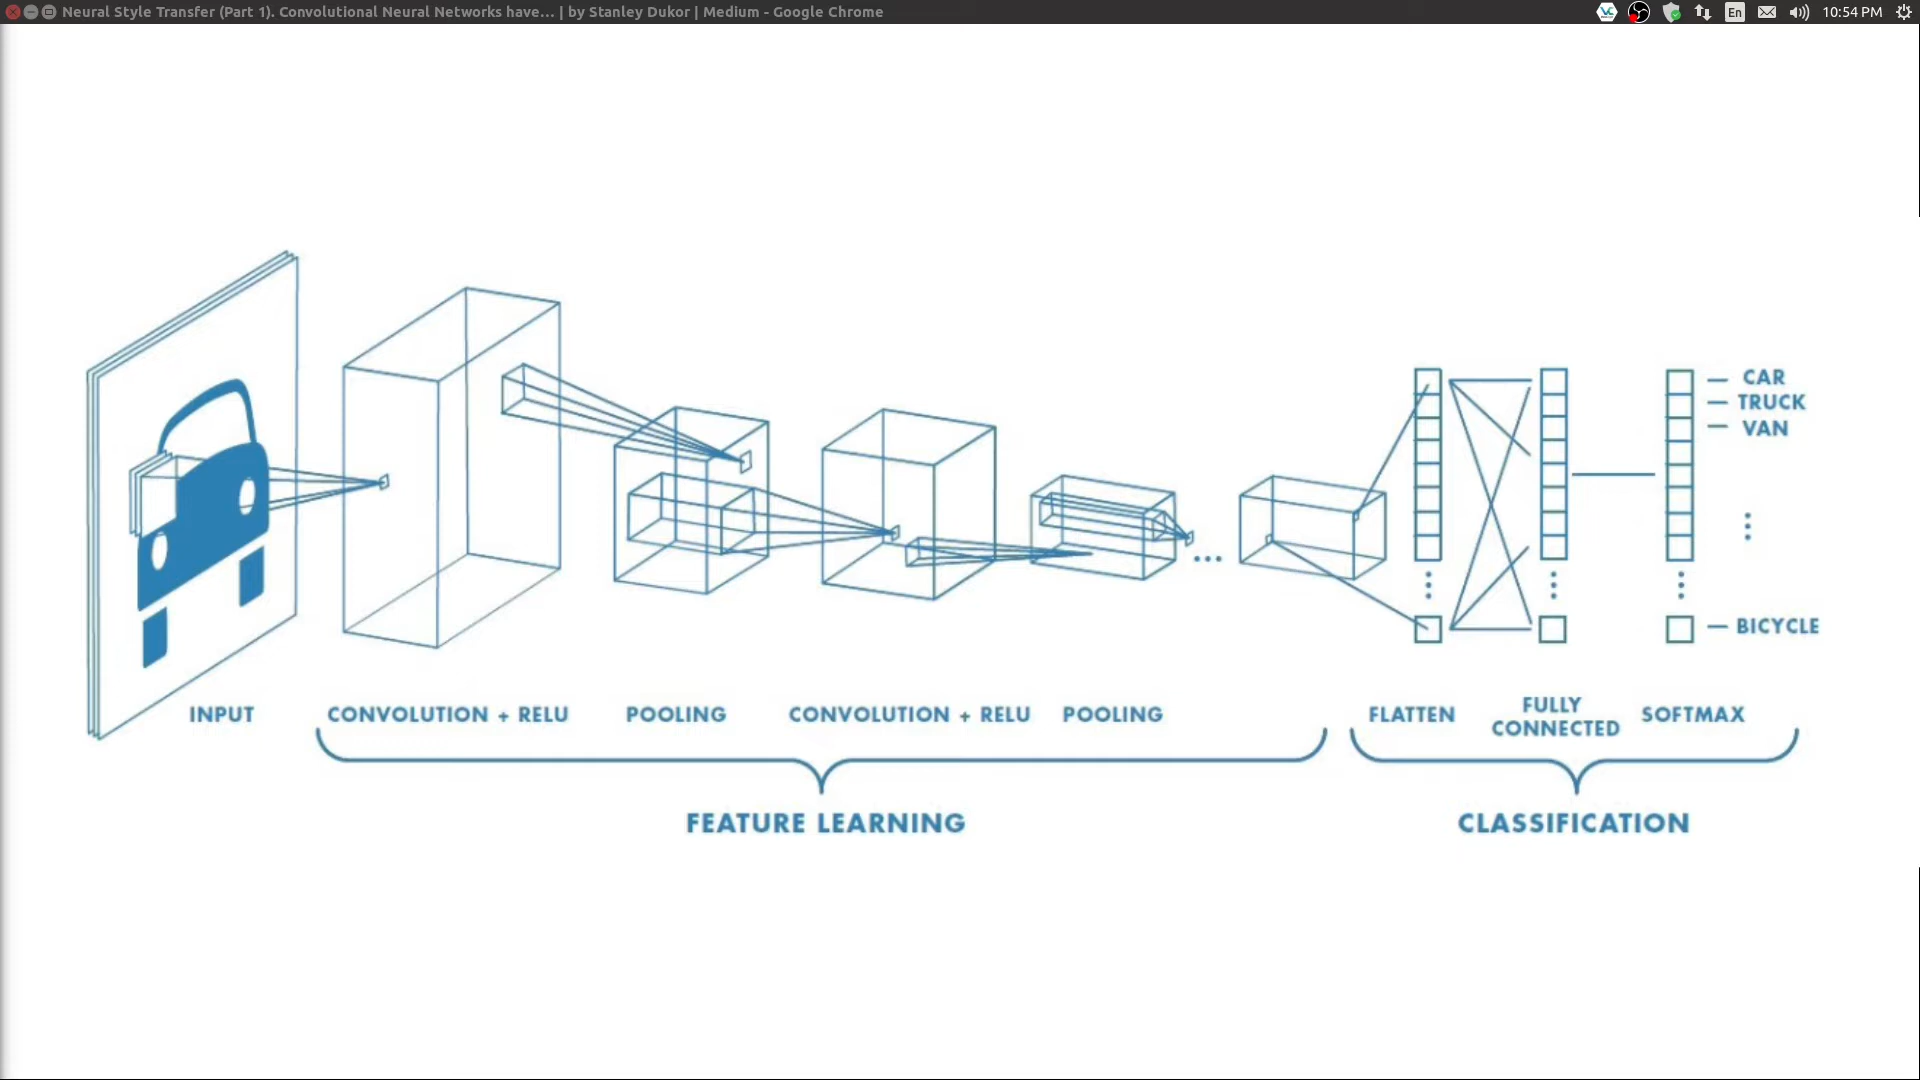 Neural Style Transfer (Part 1). Convolutional Neural Networks have... | by Stanley Dukor | Medium - Google Chrome
VC
En
10:54 PM
CAR
TRUCK
VAN
BICYCLE
INPUT
CONVOLUTION + RELU
POOLING
CONVOLUTION + RELU
POOLING
FLATTEN
FULLY
CONNECTED
SOFTMAX
FEATURE LEARNING
CLASSIFICATION